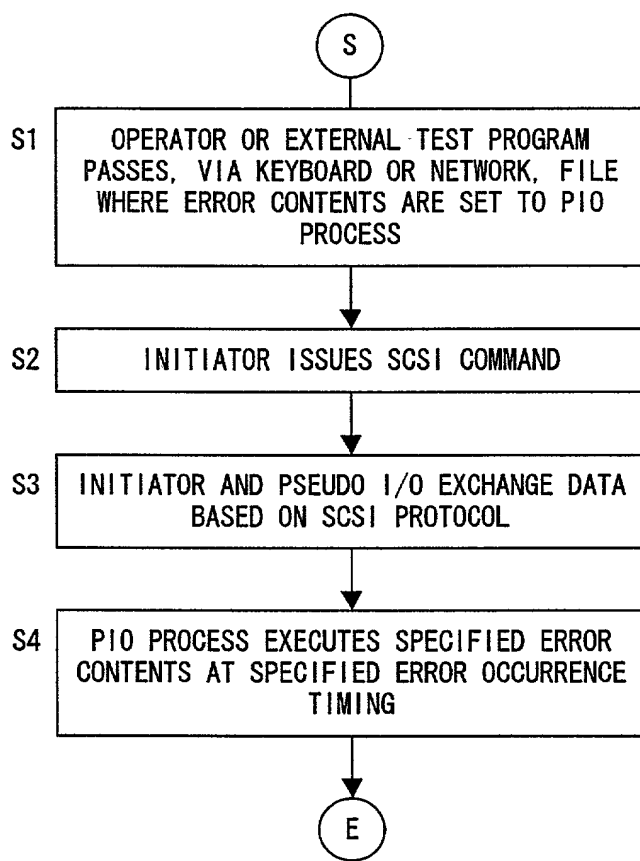 S
S1
OPERATOR OR EXTERNAL TEST PROGRAM
PASSES, VIA KEYBOARD OR NETWORK, FILE
WHERE ERROR CONTENTS ARE SET TO PIO
PROCESS
S2
INITIATOR ISSUES SCSI COMMAND
S3
INITIATOR AND PSEUDO I/O EXCHANGE DATA
BASED ON SCSI PROTOCOL
S4
PIO PROCESS EXECUTES SPECIFIED ERROR
CONTENTS AT SPECIFIED ERROR OCCURRENCE
TIMING
E